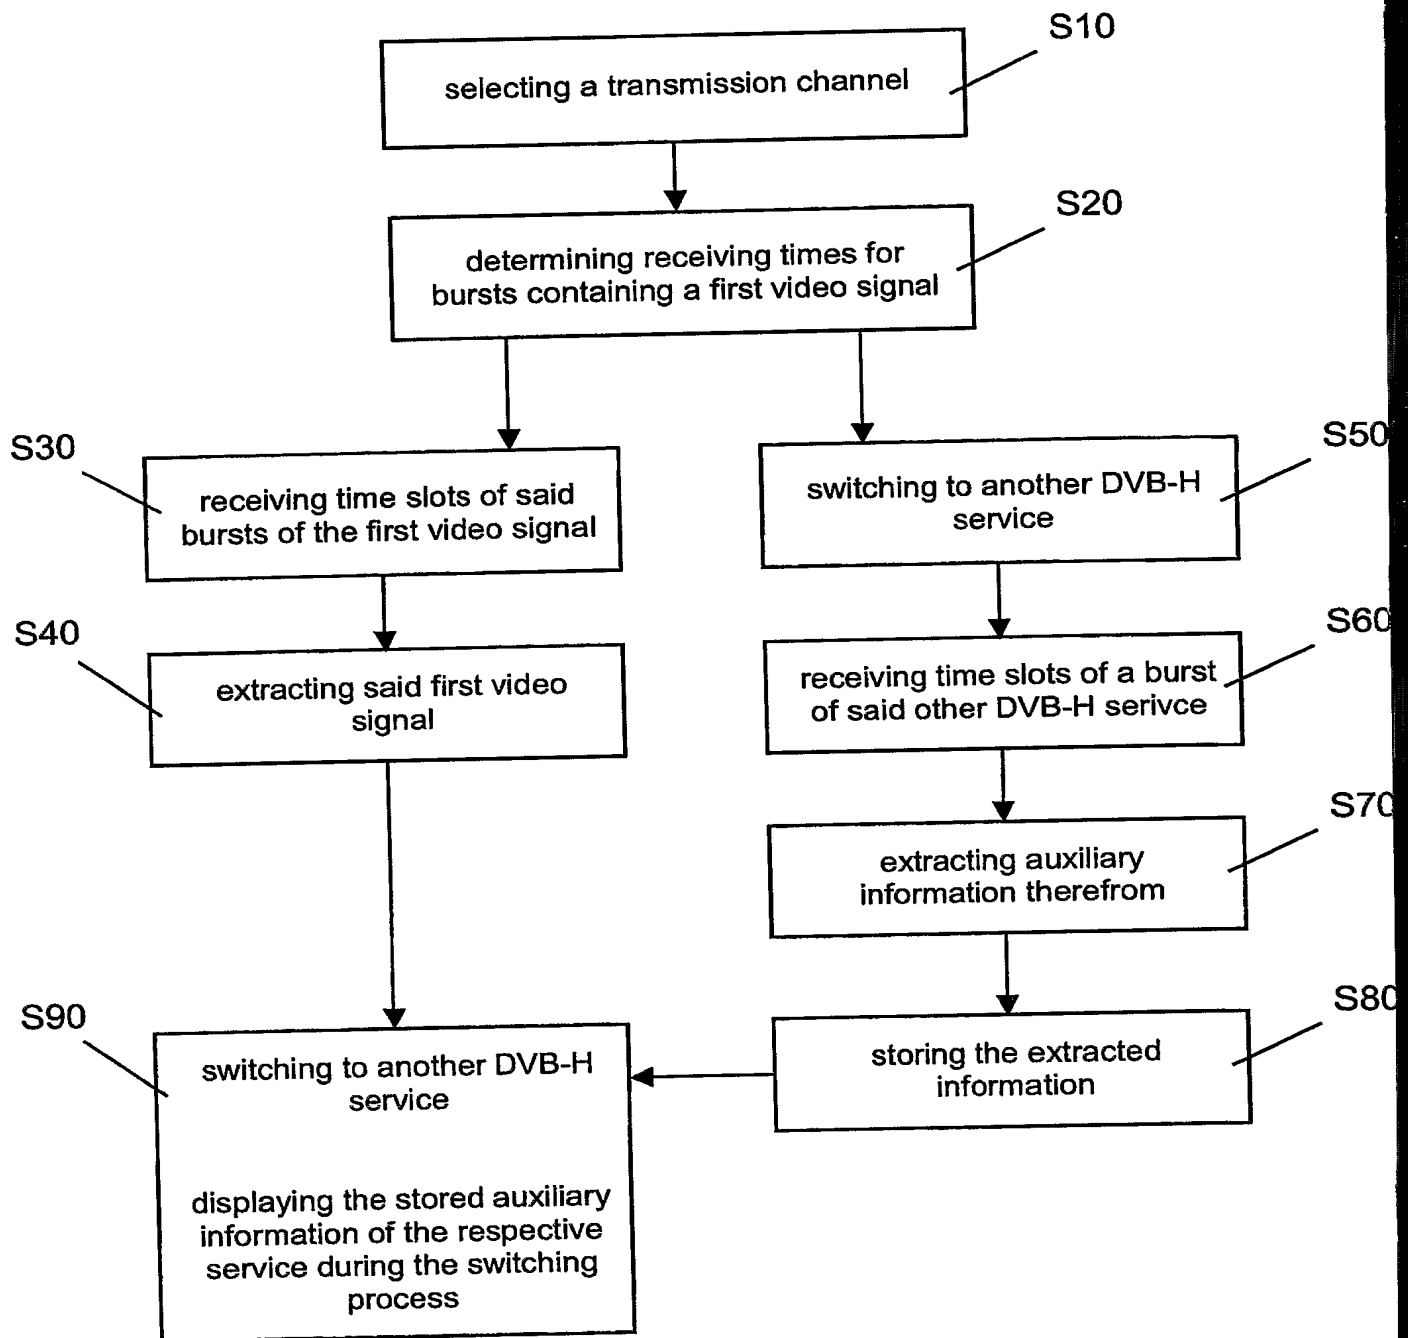 S10
selecting a transmission channel
S20
determining receiving times for
bursts containing a first video signal
S30
receiving time slots of said
bursts of the first video signal
S50
switching to another DVB-H
service
S40
extracting said first video
signal
S60
receiving time slots of a burst
of said other DVB-H serivce
S70
extracting auxiliary
information therefrom
S80
storing the extracted
information
S90
switching to another DVB-H
service
displaying the stored auxiliary
information of the respective
service during the switching
process